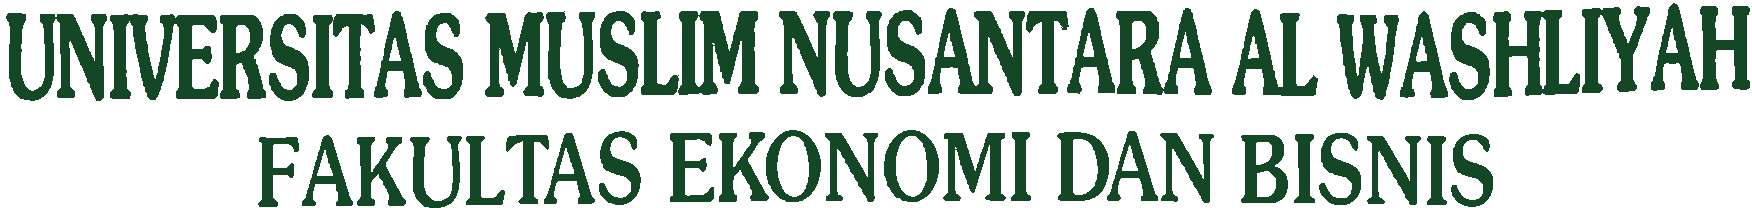 UNIVERSITAS MUSLIM NUSANTARA AL WASHLIYAH
FAKULTAS EKONOMI DAN BISNIS